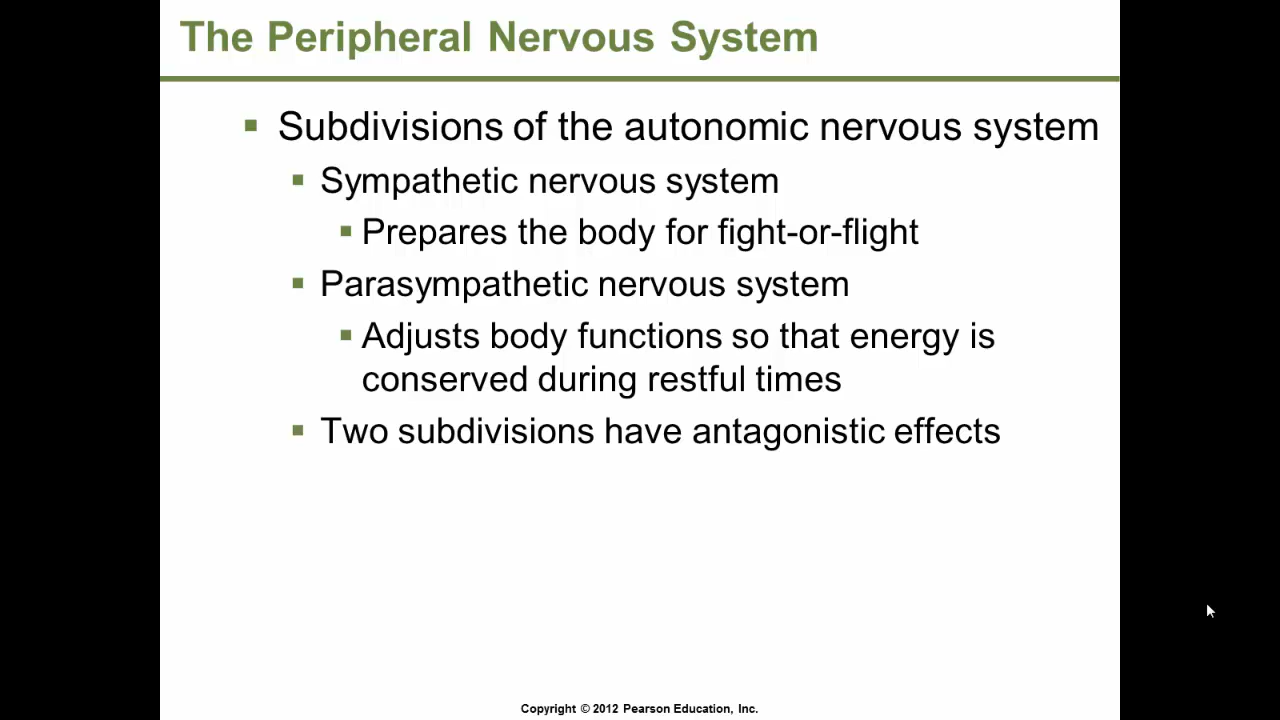 The Peripheral Nervous System
▪ Subdivisions of the autonomic nervous system
▪ Sympathetic nervous system
▪ Prepares the body for fight-or-flight
▪ Parasympathetic nervous system
▪ Adjusts body functions so that energy is
conserved during restful times
▪ Two subdivisions have antagonistic effects
Copyright © 2012 Pearson Education, Inc.